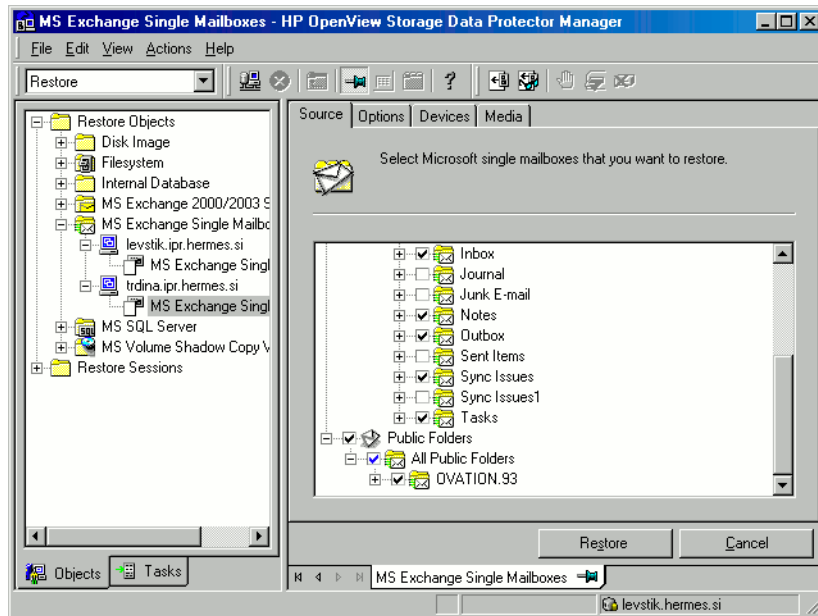 MS Exchange Single Mailboxes - HP OpenView Storage Data Protector Manager
File Edit View Actions Help
Restore
Restore Objects
Disk Image
Filesystem
Internal Database
MS Exchange 2000/2003 S
MS Exchange Single Mailbo
levstik.ipr.hermes.si
MS Exchange Singl
trdina.ipr.hermes.si
MS Exchange Singl
SQL MS SQL Server
MS Volume Shadow Copy V
Restore Sessions
Objects Tasks
Source Options Devices Media
Select Microsoft single mailboxes that you want to restore.
Inbox
Journal
Junk E-mail
Notes
Outbox
Sent Items
Sync Issues
Sync Issues1
Tasks
Public Folders
All Public Folders
OVATION.93
Restore Cancel
MS Exchange Single Mailboxes
levstik.hermes.si